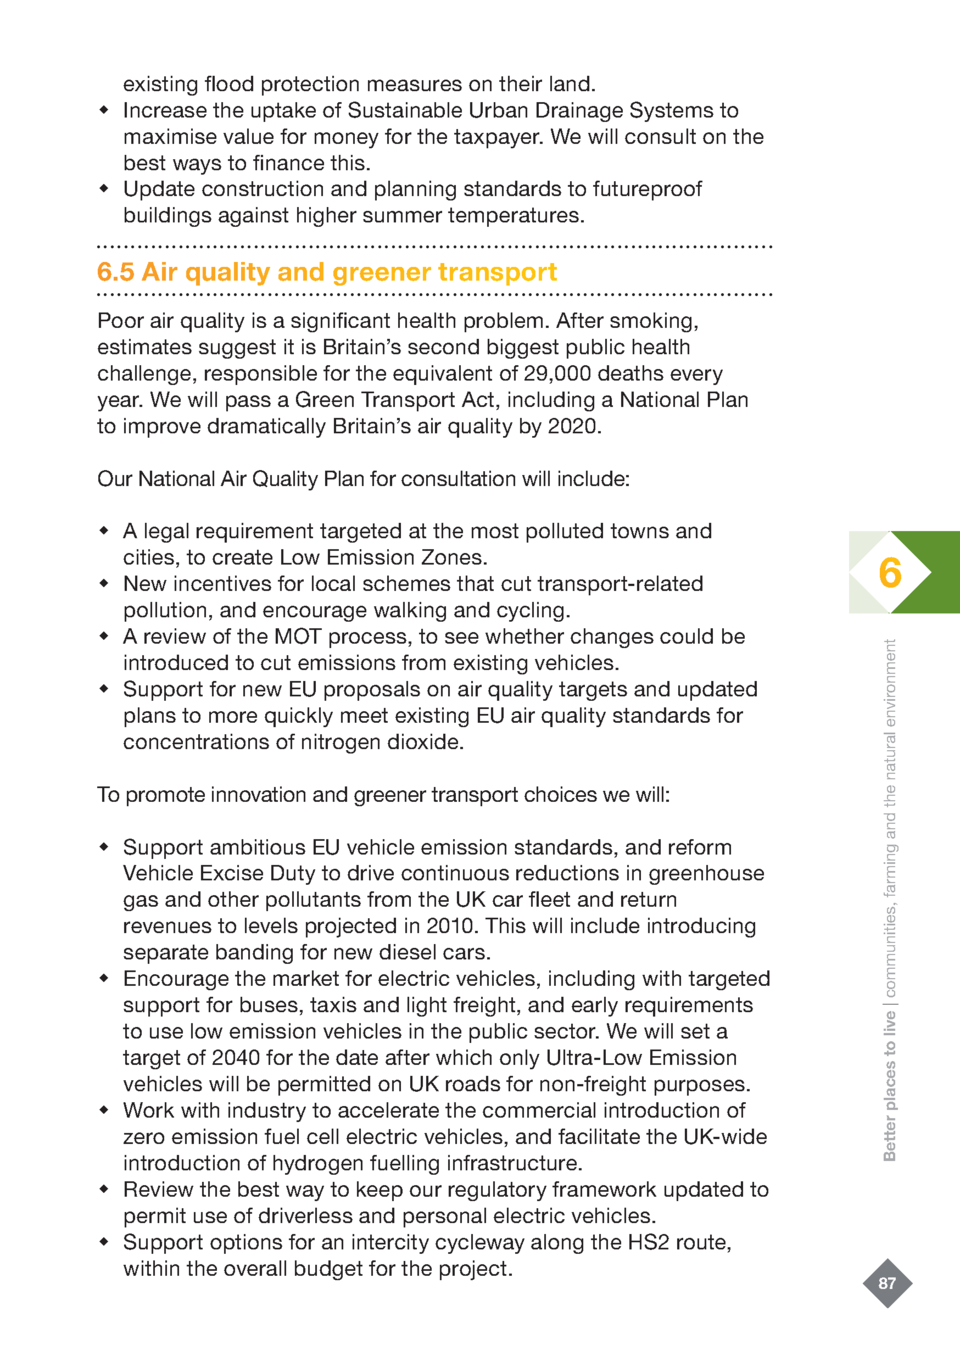 existing flood protection measures on their land.
◆ Increase the uptake of Sustainable Urban Drainage Systems to
maximise value for money for the taxpayer. We will consult on the
best ways to finance this.
◆ Update construction and planning standards to futureproof
buildings against higher summer temperatures.
6.5 Air quality and greener transport
Poor air quality is a significant health problem. After smoking,
estimates suggest it is Britain’s second biggest public health
challenge, responsible for the equivalent of 29,000 deaths every
year. We will pass a Green Transport Act, including a National Plan
to improve dramatically Britain’s air quality by 2020.
Our National Air Quality Plan for consultation will include:
◆ A legal requirement targeted at the most polluted towns and
cities, to create Low Emission Zones.
◆ New incentives for local schemes that cut transport-related
pollution, and encourage walking and cycling.
◆ A review of the MOT process, to see whether changes could be
introduced to cut emissions from existing vehicles.
◆ Support for new EU proposals on air quality targets and updated
plans to more quickly meet existing EU air quality standards for
concentrations of nitrogen dioxide.
To promote innovation and greener transport choices we will:
◆ Support ambitious EU vehicle emission standards, and reform
Vehicle Excise Duty to drive continuous reductions in greenhouse
gas and other pollutants from the UK car fleet and return
revenues to levels projected in 2010. This will include introducing
separate banding for new diesel cars.
◆ Encourage the market for electric vehicles, including with targeted
support for buses, taxis and light freight, and early requirements
to use low emission vehicles in the public sector. We will set a
target of 2040 for the date after which only Ultra-Low Emission
vehicles will be permitted on UK roads for non-freight purposes.
◆ Work with industry to accelerate the commercial introduction of
zero emission fuel cell electric vehicles, and facilitate the UK-wide
introduction of hydrogen fuelling infrastructure.
◆ Review the best way to keep our regulatory framework updated to
permit use of driverless and personal electric vehicles.
◆ Support options for an intercity cycleway along the HS2 route,
within the overall budget for the project.
6
Better places to live | communities, farming and the natural environment
87